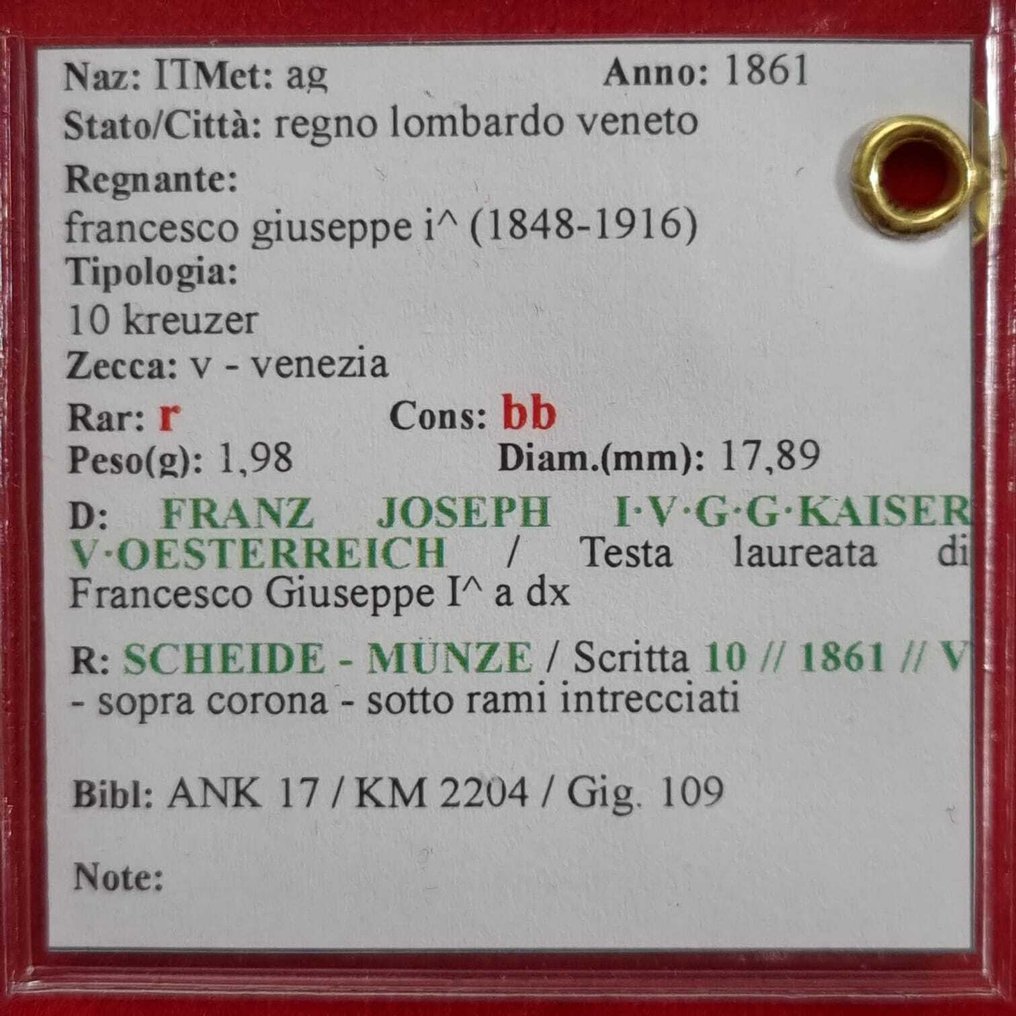 Naz: ITMet: ag Anno: 1861
Stato/Città: regno lombardo veneto
Regnante:
francesco giuseppe i^ (1848-1916)
Tipologia:
10 kreuzer
Zecca: v - venezia
Rar: r Cons: bb
Peso(g): 1,98 Diam.(mm): 17,89
D: FRANZ JOSEPH I·V·G·G·KAISER
V·OESTERREICH / Testa laureata di
Francesco Giuseppe I^ a dx
R: SCHEIDE - MÜNZE / Scritta 10 // 1861 // V
- sopra corona - sotto rami intrecciati
Bibl: ANK 17 / KM 2204 / Gig. 109
Note: